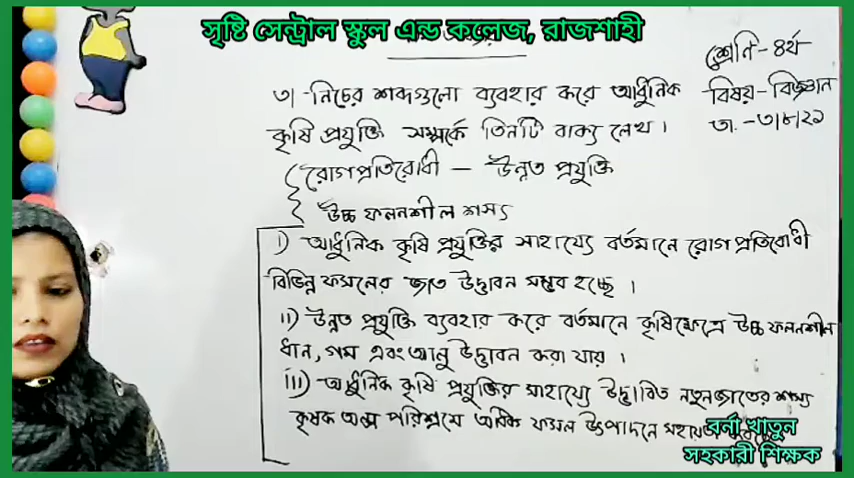 সৃষ্টি সেন্ট্রাল স্কুল এন্ড কলেজ, রাজশাহী
শ্রেণি - ৪র্থ
বিষয় - বিজ্ঞান
তা. - ৩/৮/২১
৩। নিচের শব্দগুলো ব্যবহার করে আধুনিক
কৃষি প্রযুক্তি সম্পর্কে তিনটি বাক্য লেখ।
রোগপ্রতিরোধী — উন্নত প্রযুক্তি
উচ্চ ফলনশীল শস্য
i) আধুনিক কৃষি প্রযুক্তির সাহায্যে বর্তমানে রোগ প্রতিরোধী
বিভিন্ন ফসলের জাত উদ্ভাবন সম্ভব হচ্ছে।
ii) উন্নত প্রযুক্তি ব্যবহার করে বর্তমানে কৃষিক্ষেত্রে উচ্চ ফলনশীল
ধান, গম এবং আলু উদ্ভাবন করা যায়।
iii) আধুনিক কৃষি প্রযুক্তির সাহায্যে উদ্ভাবিত নতুন জাতের শস্য
কৃষক অল্প পরিশ্রমে অধিক ফসল উৎপাদনে
বর্না খাতুন
সহকারী শিক্ষক